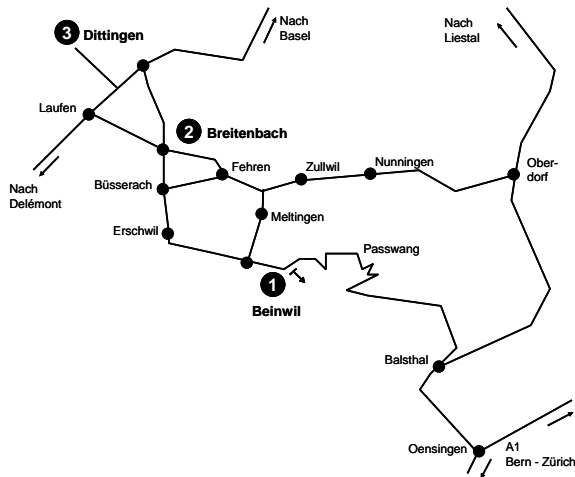 Nach
Basel
Nach
Liestal
3 Dittingen
Laufen
2 Breitenbach
Nach
Delémont
Büsserach
Fehren
Zullwil
Nunningen
Ober-
dorf
Erschwil
Meltingen
Passwang
1
Beinwil
Balsthal
Oensingen
A1
Bern - Zürich